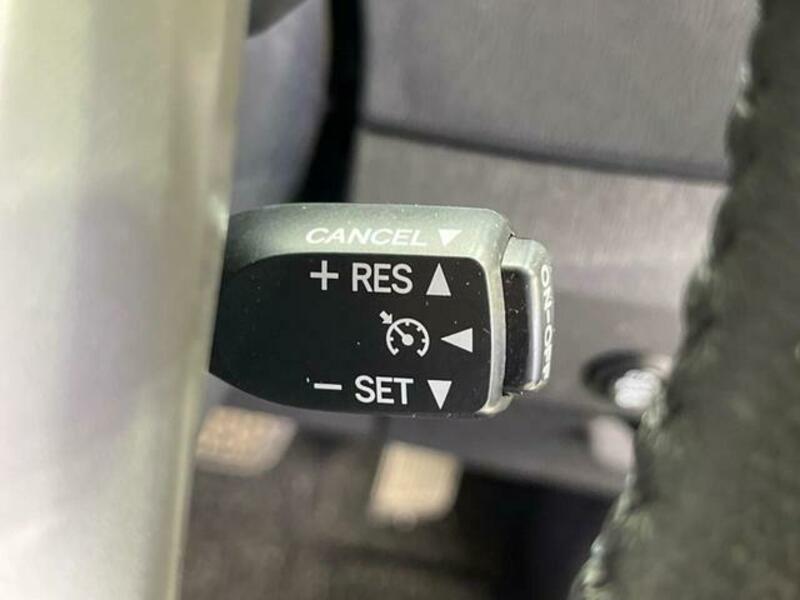 CANCEL ▼
+ RES ▲
◀
− SET ▼
ON-OFF